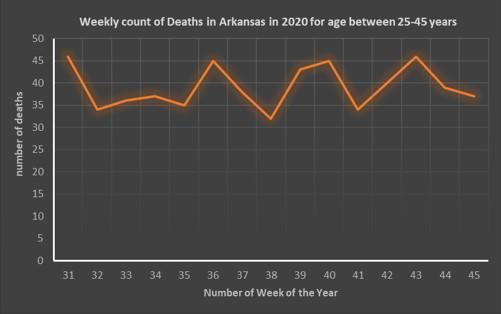 Weekly count of Deaths in Arkansas in 2020 for age between 25-45 years
number of deaths
50
45
40
35
30
25
20
15
10
5
0
31 32 33 34 35 36 37 38 39 40 41 42 43 44 45
Number of Week of the Year